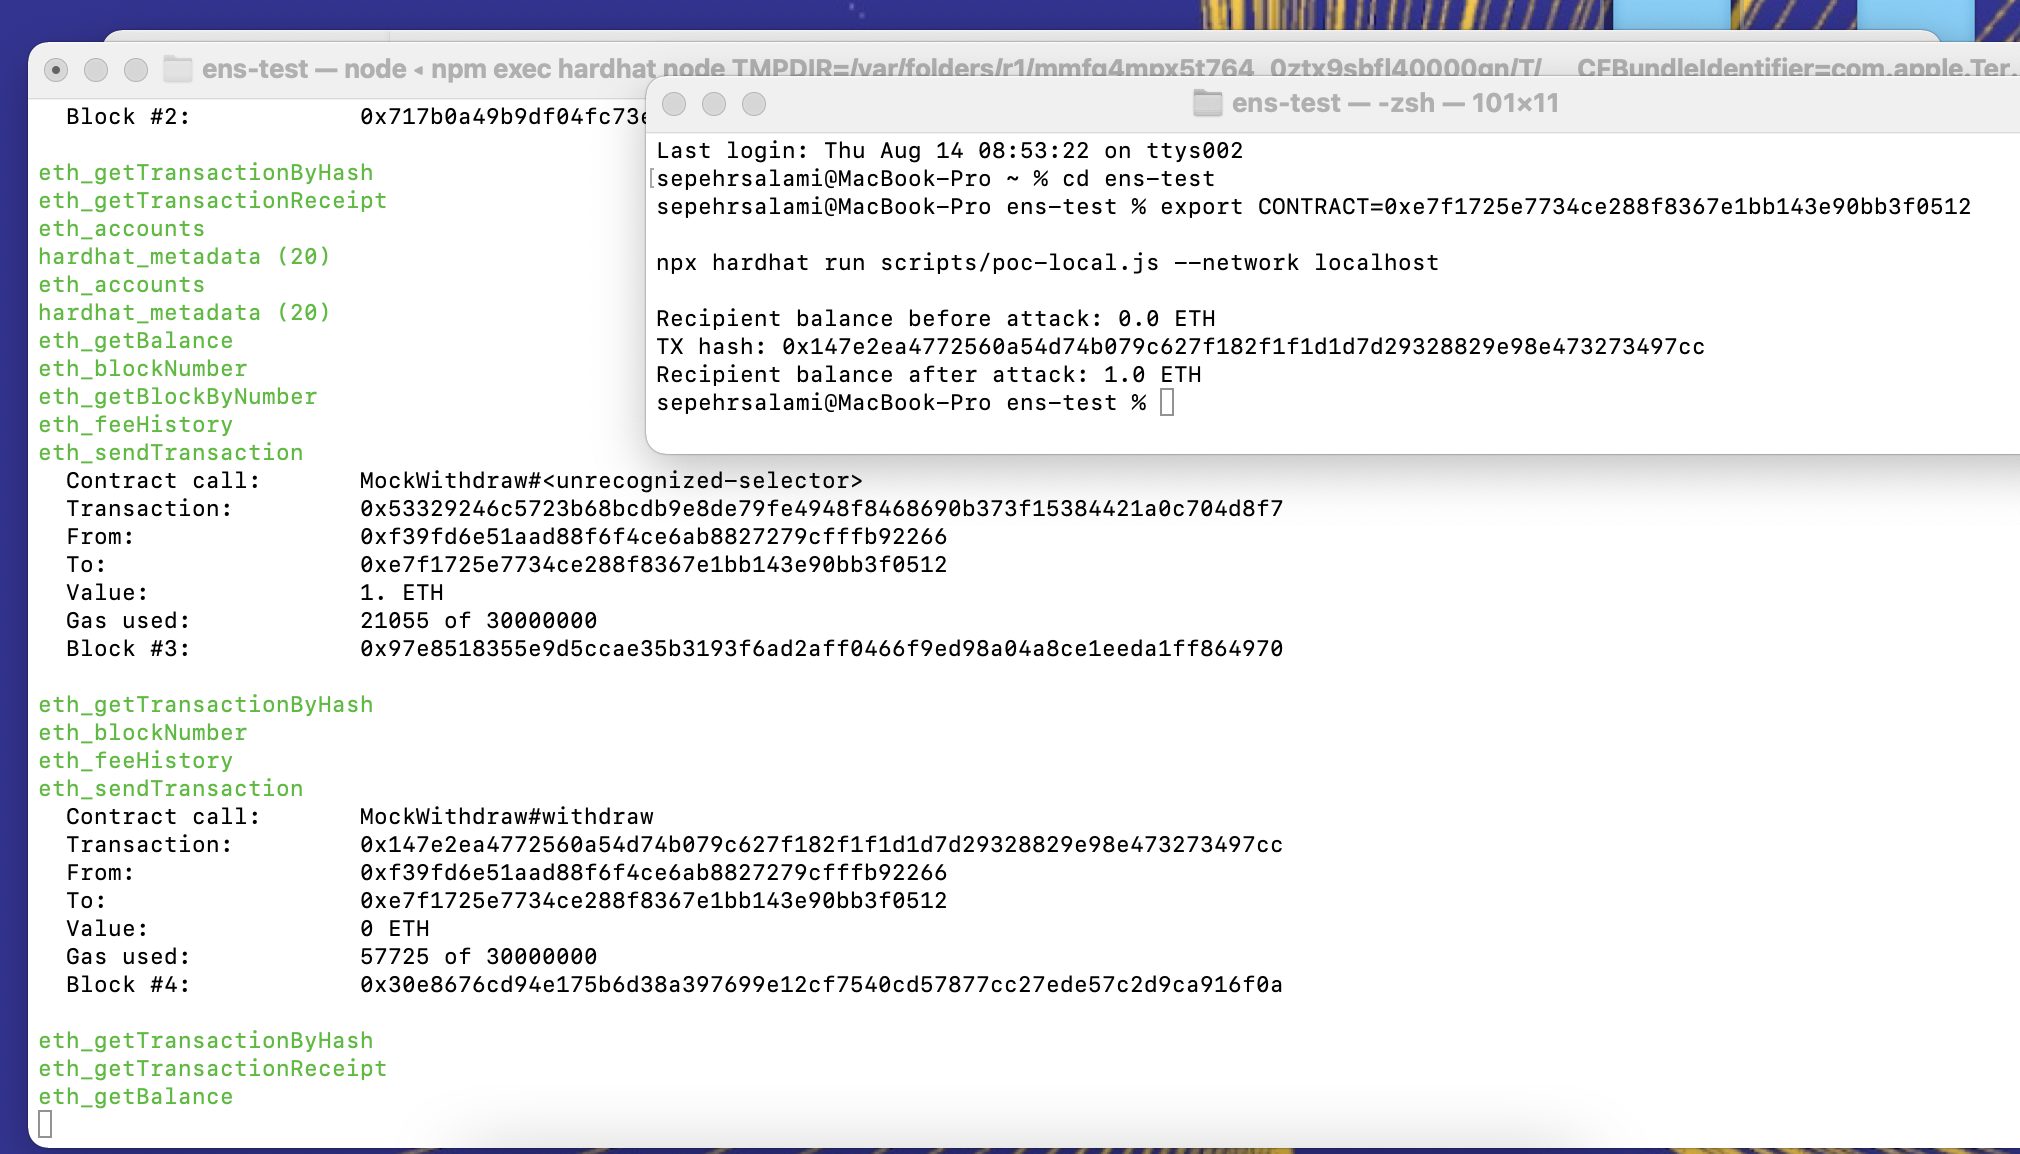 ens-test — node ◂ npm exec hardhat node TMPDIR=/var/folders/r1/mmfq4mpx5t764_0ztx9sbfl40000gn/T/ __CFBundleIdentifier=com.apple.Ter...
Block #2: 0x717b0a49b9df04fc73e
eth_getTransactionByHash
eth_getTransactionReceipt
eth_accounts
hardhat_metadata (20)
eth_accounts
hardhat_metadata (20)
eth_getBalance
eth_blockNumber
eth_getBlockByNumber
eth_feeHistory
eth_sendTransaction
Contract call: MockWithdraw#<unrecognized-selector>
Transaction: 0x53329246c5723b68bcdb9e8de79fe4948f8468690b373f15384421a0c704d8f7
From: 0xf39fd6e51aad88f6f4ce6ab8827279cfffb92266
To: 0xe7f1725e7734ce288f8367e1bb143e90bb3f0512
Value: 1. ETH
Gas used: 21055 of 30000000
Block #3: 0x97e8518355e9d5ccae35b3193f6ad2aff0466f9ed98a04a8ce1eeda1ff864970
eth_getTransactionByHash
eth_blockNumber
eth_feeHistory
eth_sendTransaction
Contract call: MockWithdraw#withdraw
Transaction: 0x147e2ea4772560a54d74b079c627f182f1f1d1d7d29328829e98e473273497cc
From: 0xf39fd6e51aad88f6f4ce6ab8827279cfffb92266
To: 0xe7f1725e7734ce288f8367e1bb143e90bb3f0512
Value: 0 ETH
Gas used: 57725 of 30000000
Block #4: 0x30e8676cd94e175b6d38a397699e12cf7540cd57877cc27ede57c2d9ca916f0a
eth_getTransactionByHash
eth_getTransactionReceipt
eth_getBalance
ens-test — -zsh — 101×11
Last login: Thu Aug 14 08:53:22 on ttys002
[sepehrsalami@MacBook-Pro ~ % cd ens-test
sepehrsalami@MacBook-Pro ens-test % export CONTRACT=0xe7f1725e7734ce288f8367e1bb143e90bb3f0512
npx hardhat run scripts/poc-local.js --network localhost
Recipient balance before attack: 0.0 ETH
TX hash: 0x147e2ea4772560a54d74b079c627f182f1f1d1d7d29328829e98e473273497cc
Recipient balance after attack: 1.0 ETH
sepehrsalami@MacBook-Pro ens-test %